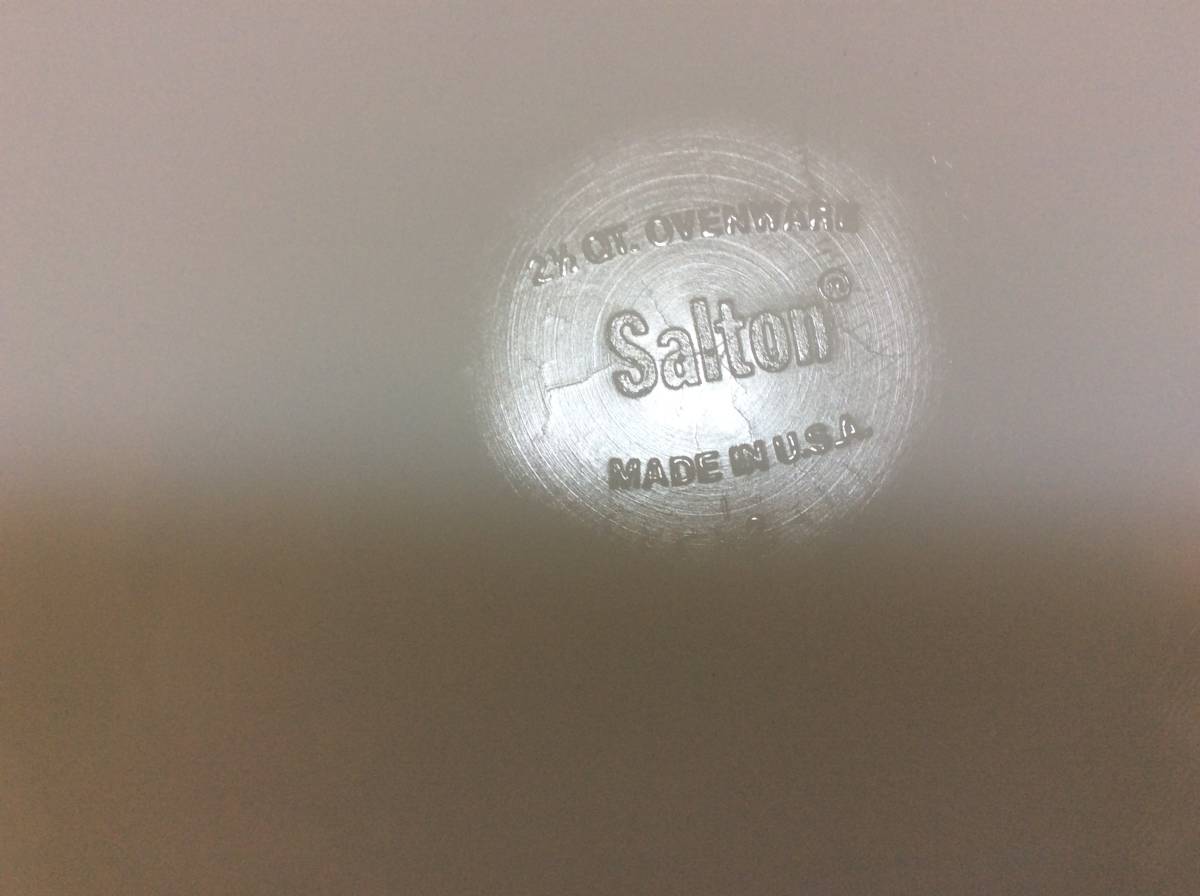 2½ QT. OVENWARE
Salton®
MADE IN U.S.A.